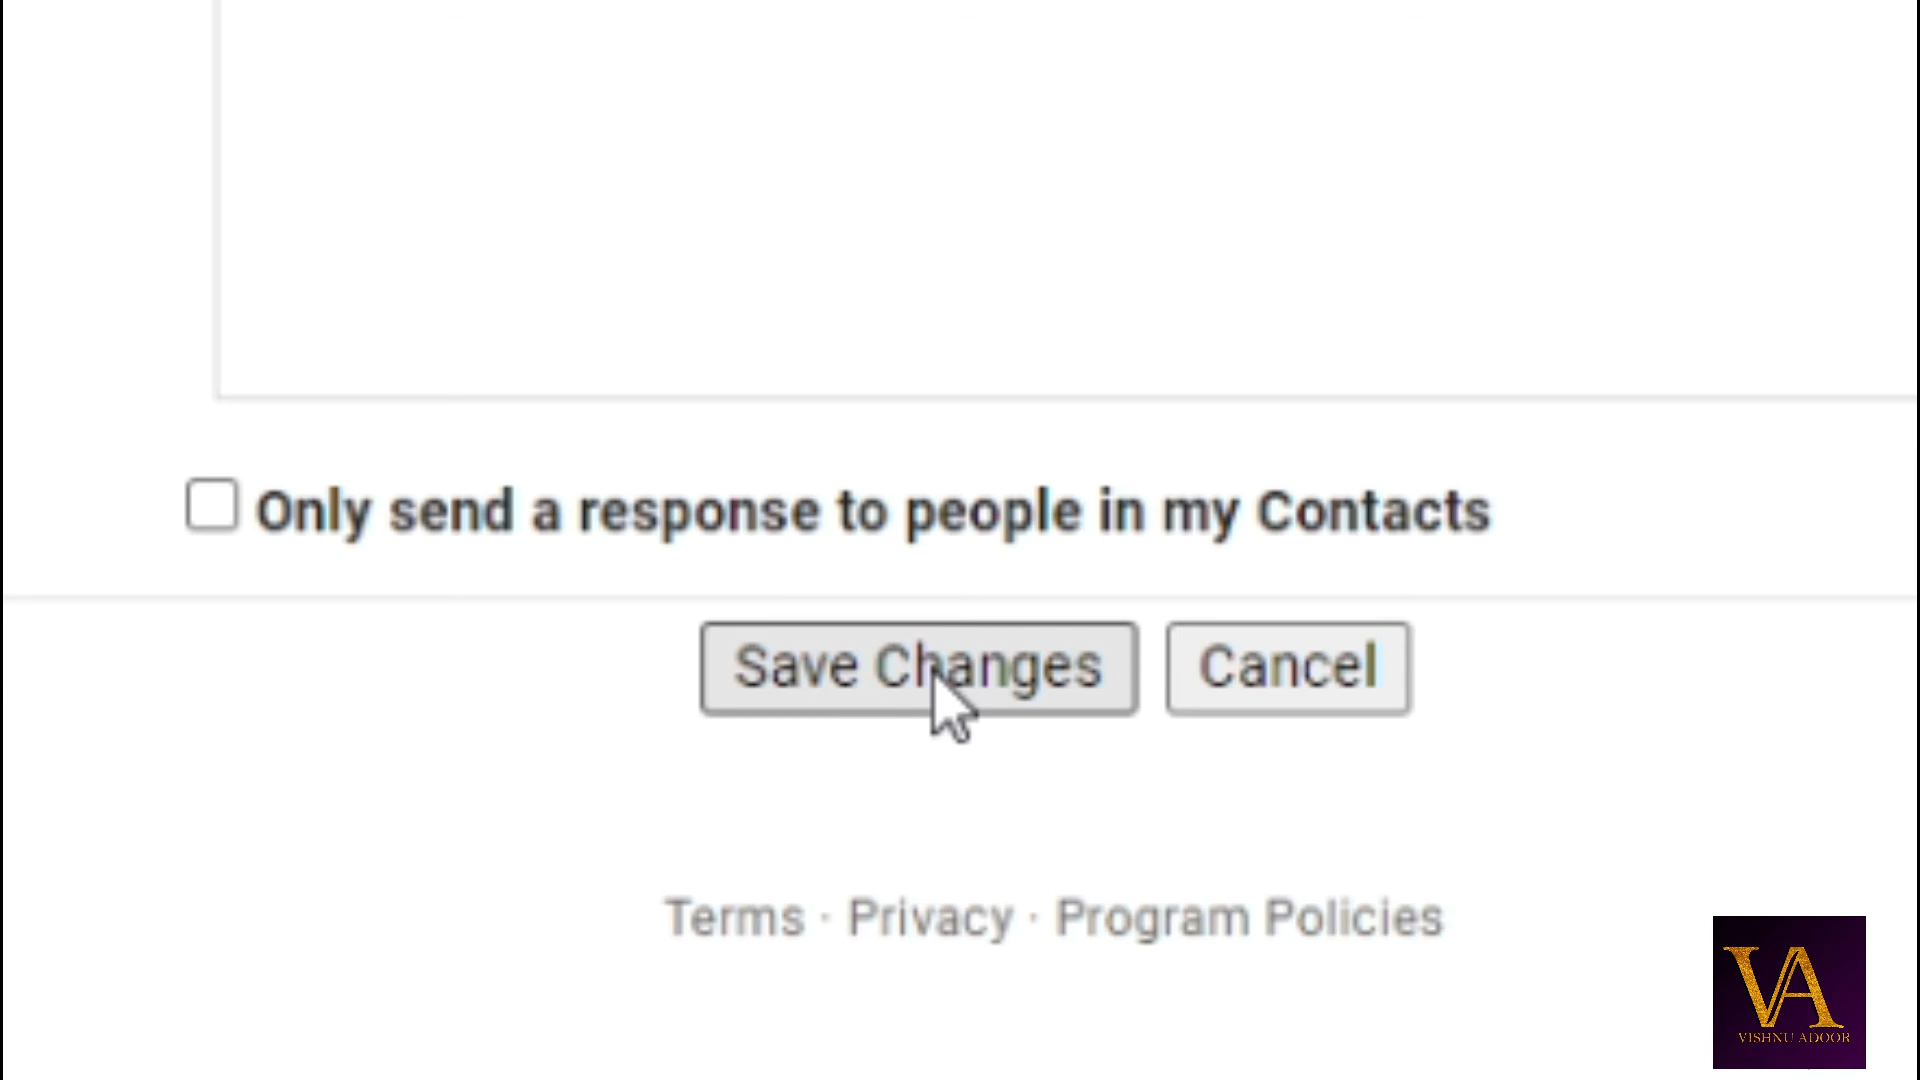 Only send a response to people in my Contacts
Save Changes Cancel
Terms · Privacy · Program Policies
VA
VISHNU ADOOR